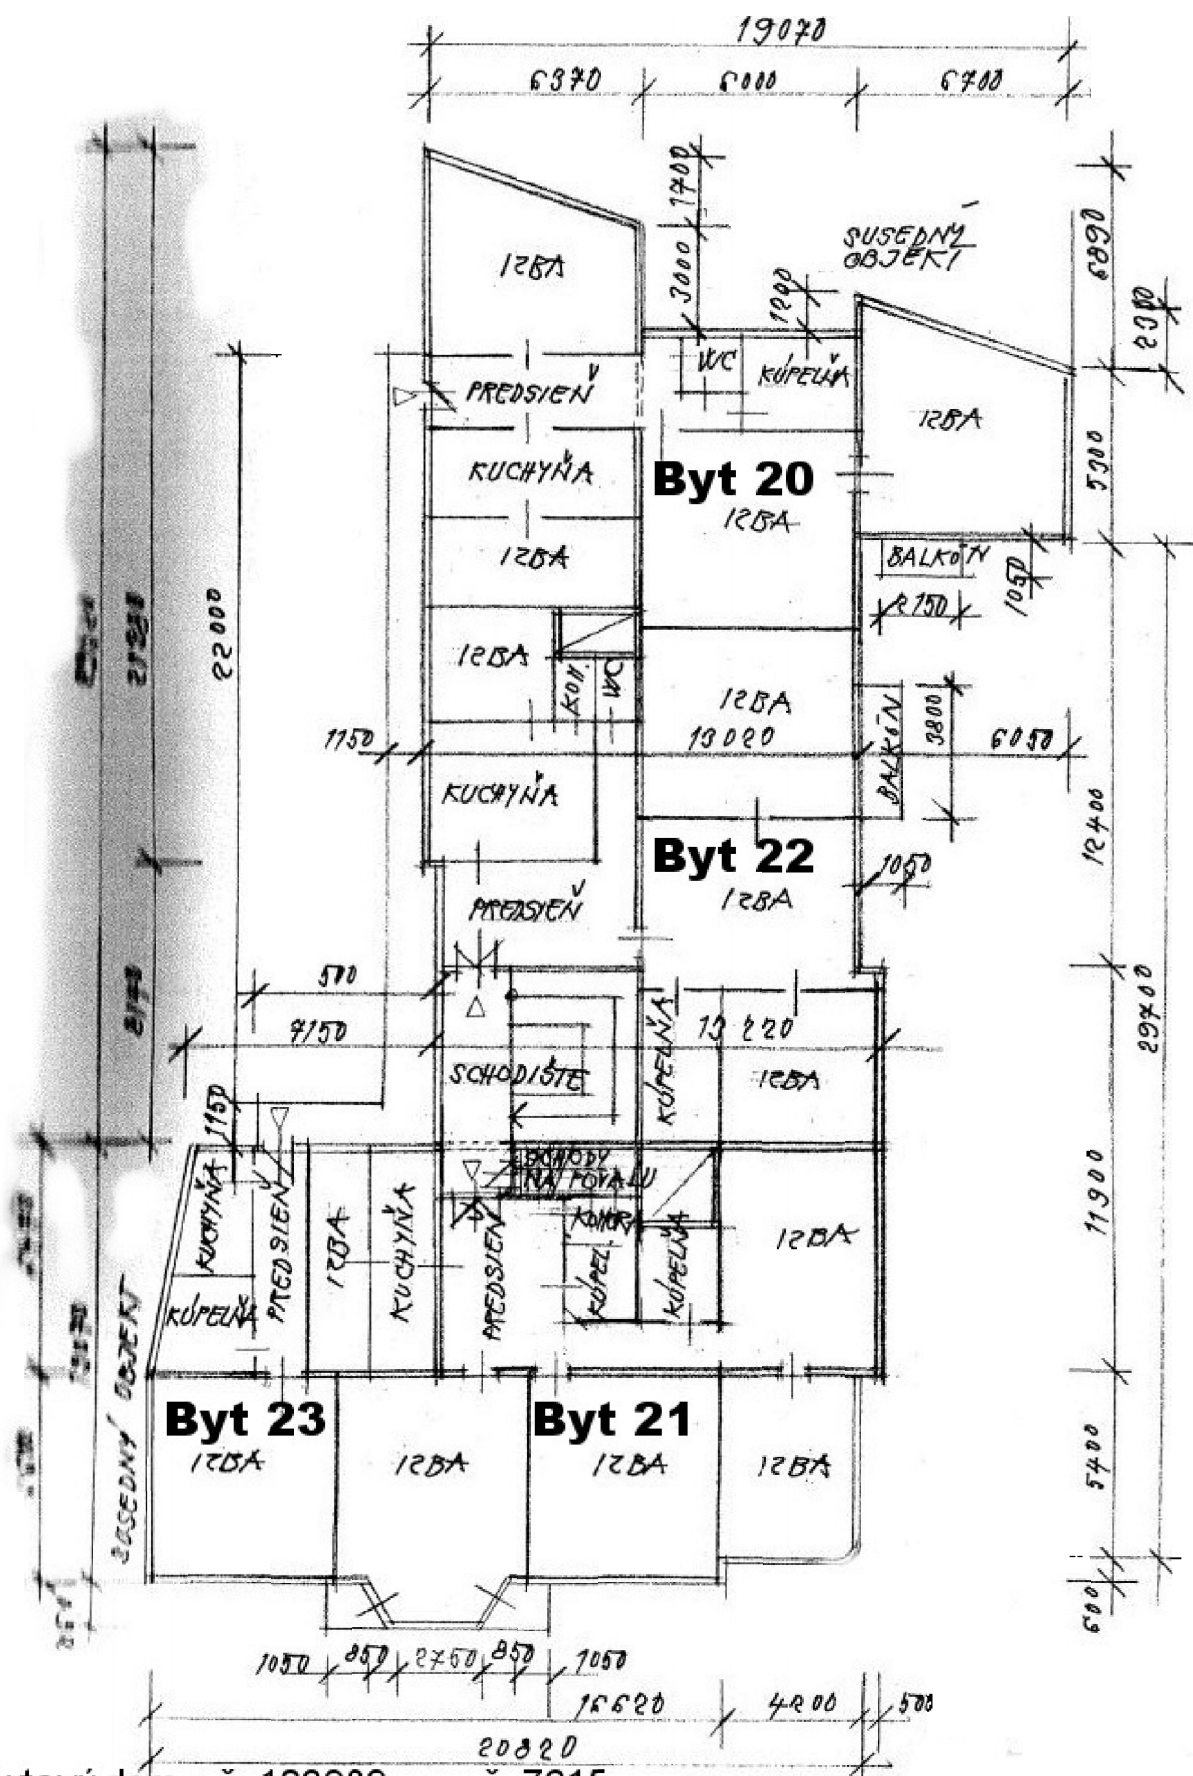 19070
6370
6000
6700
1700
SUSEDNÝ
OBJEKT
6890
IZBA
3000
1200
2200
WC
KÚPEĽŇA
PREDSIEŇ
IZBA
KUCHYŇA
Byt 20
5300
IZBA
IZBA
BALKÓN
1050
2150
22000
IZBA
KOM.
WC
IZBA
BALKÓN
3800
1150
13020
6050
KUCHYŇA
12400
Byt 22
1050
IZBA
PREDSIEŇ
500
29700
7150
KÚPEĽŇA
13220
SCHODIŠTE
IZBA
1150
SCHODY
NA POVALU
KUCHYŇA
PREDSIEŇ
IZBA
KUCHYŇA
PREDSIEŇ
KOMORA
KÚPEĽ.
KÚPEĽŇA
IZBA
11900
KÚPEĽŇA
SUSEDNÝ OBJEKT
Byt 23
Byt 21
IZBA
IZBA
IZBA
IZBA
5400
600
1050
850
2750
850
1050
16620
4200
500
20820